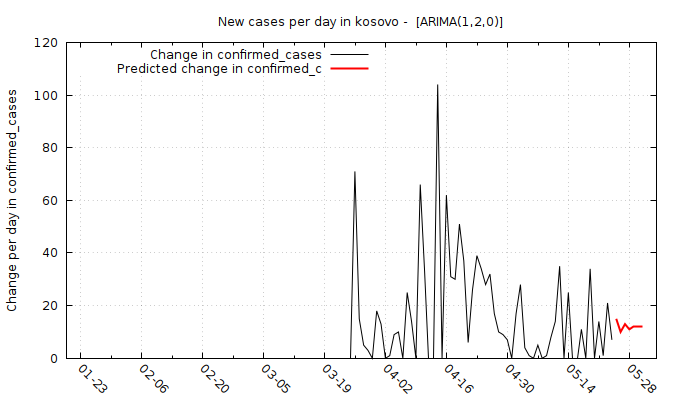 New cases per day in kosovo -  [ARIMA(1,2,0)]
Change in confirmed_cases
Predicted change in confirmed_c
Change per day in confirmed_cases
120
100
80
60
40
20
0
01-23 02-06 02-20 03-05 03-19 04-02 04-16 04-30 05-14 05-28